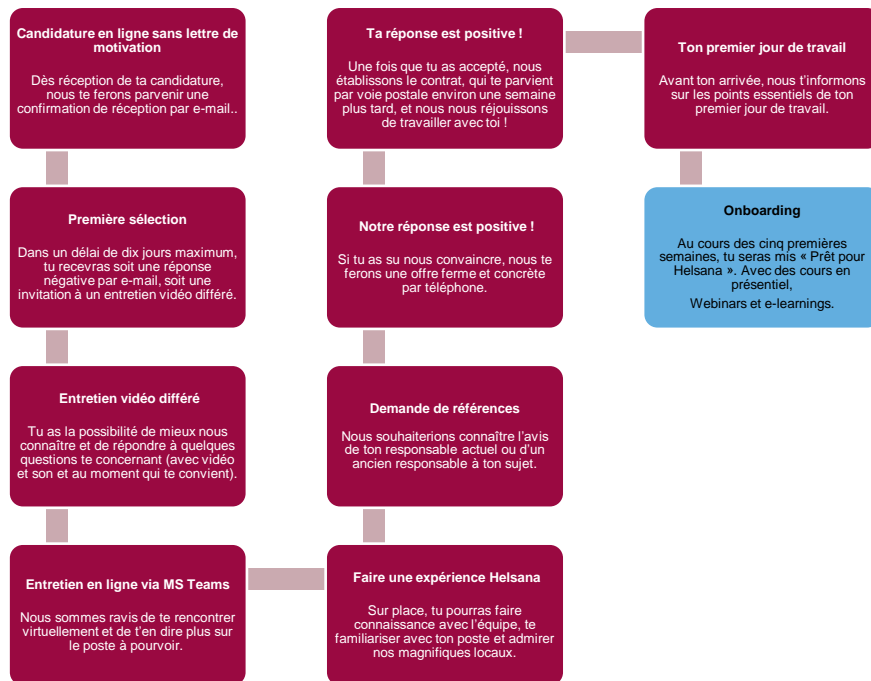 Candidature en ligne sans lettre de
motivation
Dès réception de ta candidature,
nous te ferons parvenir une
confirmation de réception par e-mail..
Première sélection
Dans un délai de dix jours maximum,
tu recevras soit une réponse
négative par e-mail, soit une
invitation à un entretien vidéo différé.
Entretien vidéo différé
Tu as la possibilité de mieux nous
connaître et de répondre à quelques
questions te concernant (avec vidéo
et son et au moment qui te convient).
Entretien en ligne via MS Teams
Nous sommes ravis de te rencontrer
virtuellement et de t'en dire plus sur
le poste à pourvoir.
Faire une expérience Helsana
Sur place, tu pourras faire
connaissance avec l'équipe, te
familiariser avec ton poste et admirer
nos magnifiques locaux.
Demande de références
Nous souhaiterions connaître l'avis
de ton responsable actuel ou d'un
ancien responsable à ton sujet.
Notre réponse est positive !
Si tu as su nous convaincre, nous te
ferons une offre ferme et concrète
par téléphone.
Ta réponse est positive !
Une fois que tu as accepté, nous
établissons le contrat, qui te parvient
par voie postale environ une semaine
plus tard, et nous nous réjouissons
de travailler avec toi !
Ton premier jour de travail
Avant ton arrivée, nous t'informons
sur les points essentiels de ton
premier jour de travail.
Onboarding
Au cours des cinq premières
semaines, tu seras mis « Prêt pour
Helsana ». Avec des cours en
présentiel,
Webinars et e-learnings.